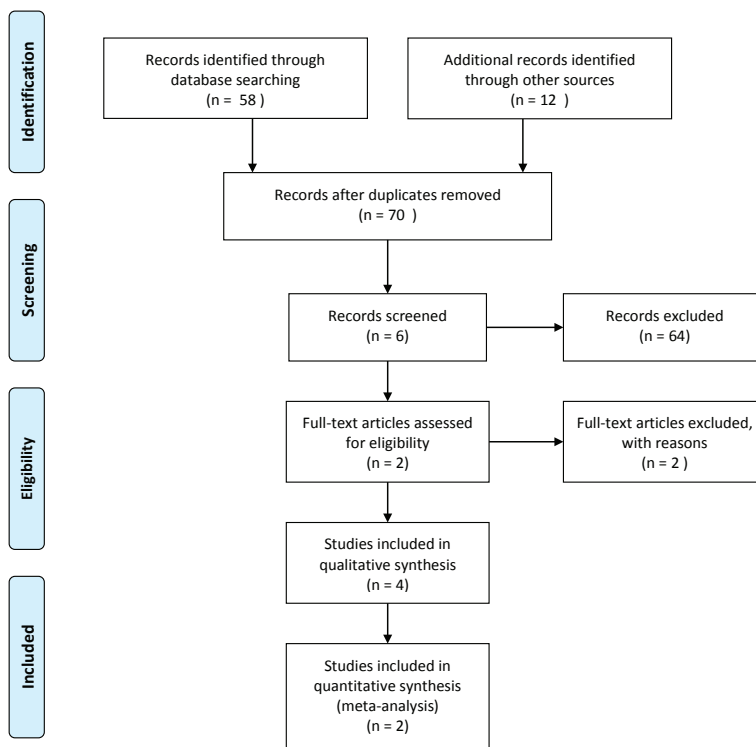 Identification
Records identified through
database searching
(n = 58 )
Additional records identified
through other sources
(n = 12 )
Records after duplicates removed
(n = 70 )
Screening
Records screened
(n = 6)
Records excluded
(n = 64)
Eligibility
Full-text articles assessed
for eligibility
(n = 2)
Full-text articles excluded,
with reasons
(n = 2 )
Studies included in
qualitative synthesis
(n = 4)
Included
Studies included in
quantitative synthesis
(meta-analysis)
(n = 2)